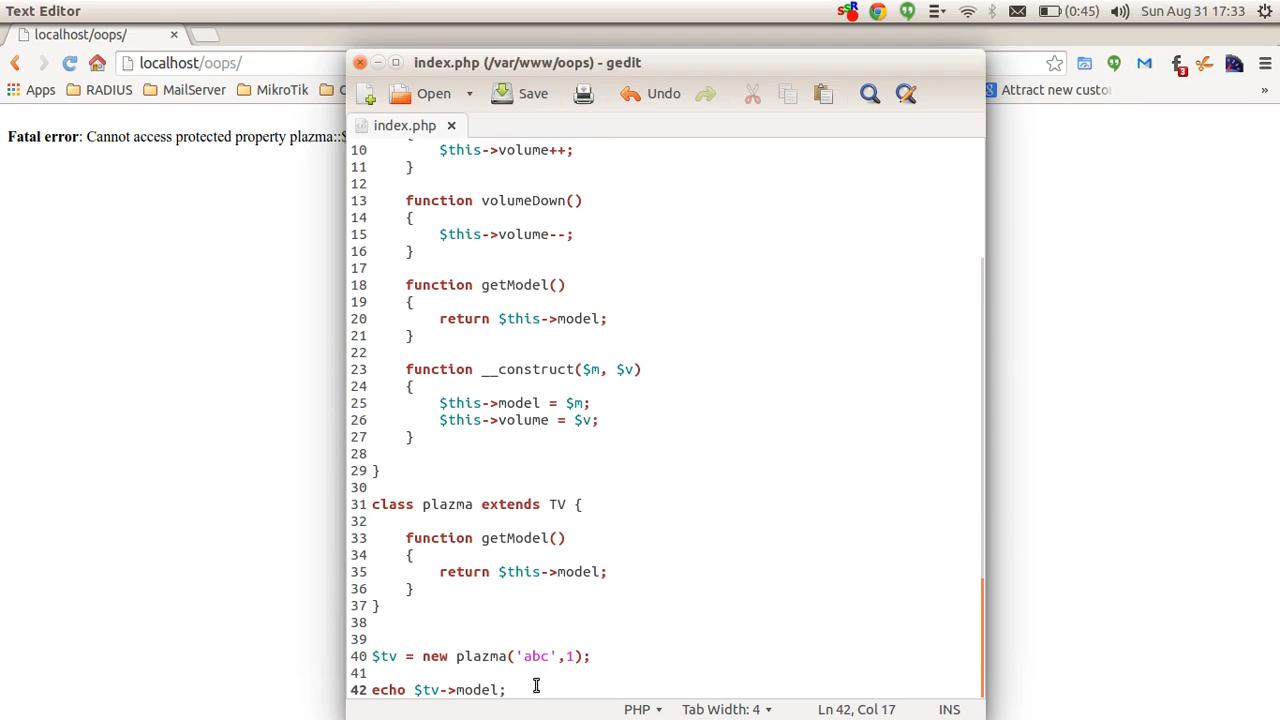 Text Editor
(0:45)
Sun Aug 31 17:33
localhost/oops/
localhost/oops/
3
Apps
RADIUS
MailServer
MikroTik
Attract new custo
»
Fatal error: Cannot access protected property plazma::$
index.php (/var/www/oops) - gedit
Open
Save
Undo
index.php
10 $this->volume++;
11 }
12
13 function volumeDown()
14 {
15 $this->volume--;
16 }
17
18 function getModel()
19 {
20 return $this->model;
21 }
22
23 function __construct($m, $v)
24 {
25 $this->model = $m;
26 $this->volume = $v;
27 }
28
29 }
30
31 class plazma extends TV {
32
33 function getModel()
34 {
35 return $this->model;
36 }
37 }
38
39
40 $tv = new plazma('abc',1);
41
42 echo $tv->model;
PHP
Tab Width: 4
Ln 42, Col 17
INS